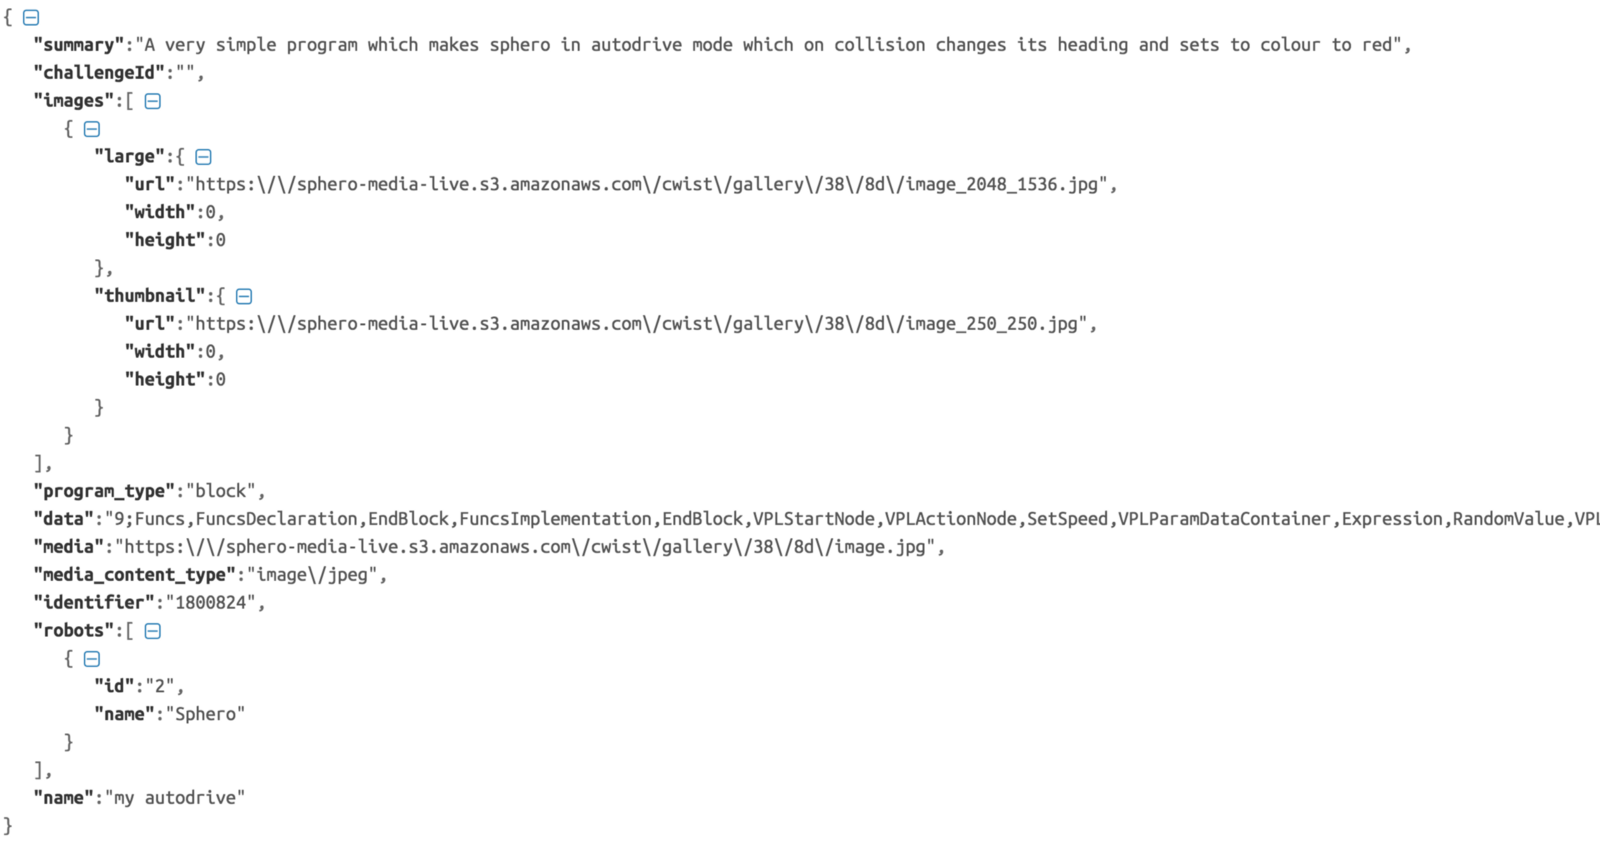 {
"summary":"A very simple program which makes sphero in autodrive mode which on collision changes its heading and sets to colour to red",
"challengeId":"",
"images":[
{
"large":{
"url":"https:\/\/sphero-media-live.s3.amazonaws.com\/cwist\/gallery\/38\/8d\/image_2048_1536.jpg",
"width":0,
"height":0
},
"thumbnail":{
"url":"https:\/\/sphero-media-live.s3.amazonaws.com\/cwist\/gallery\/38\/8d\/image_250_250.jpg",
"width":0,
"height":0
}
}
],
"program_type":"block",
"data":"9;Funcs,FuncsDeclaration,EndBlock,FuncsImplementation,EndBlock,VPLStartNode,VPLActionNode,SetSpeed,VPLParamDataContainer,Expression,RandomValue,VPL
"media":"https:\/\/sphero-media-live.s3.amazonaws.com\/cwist\/gallery\/38\/8d\/image.jpg",
"media_content_type":"image\/jpeg",
"identifier":"1800824",
"robots":[
{
"id":"2",
"name":"Sphero"
}
],
"name":"my autodrive"
}